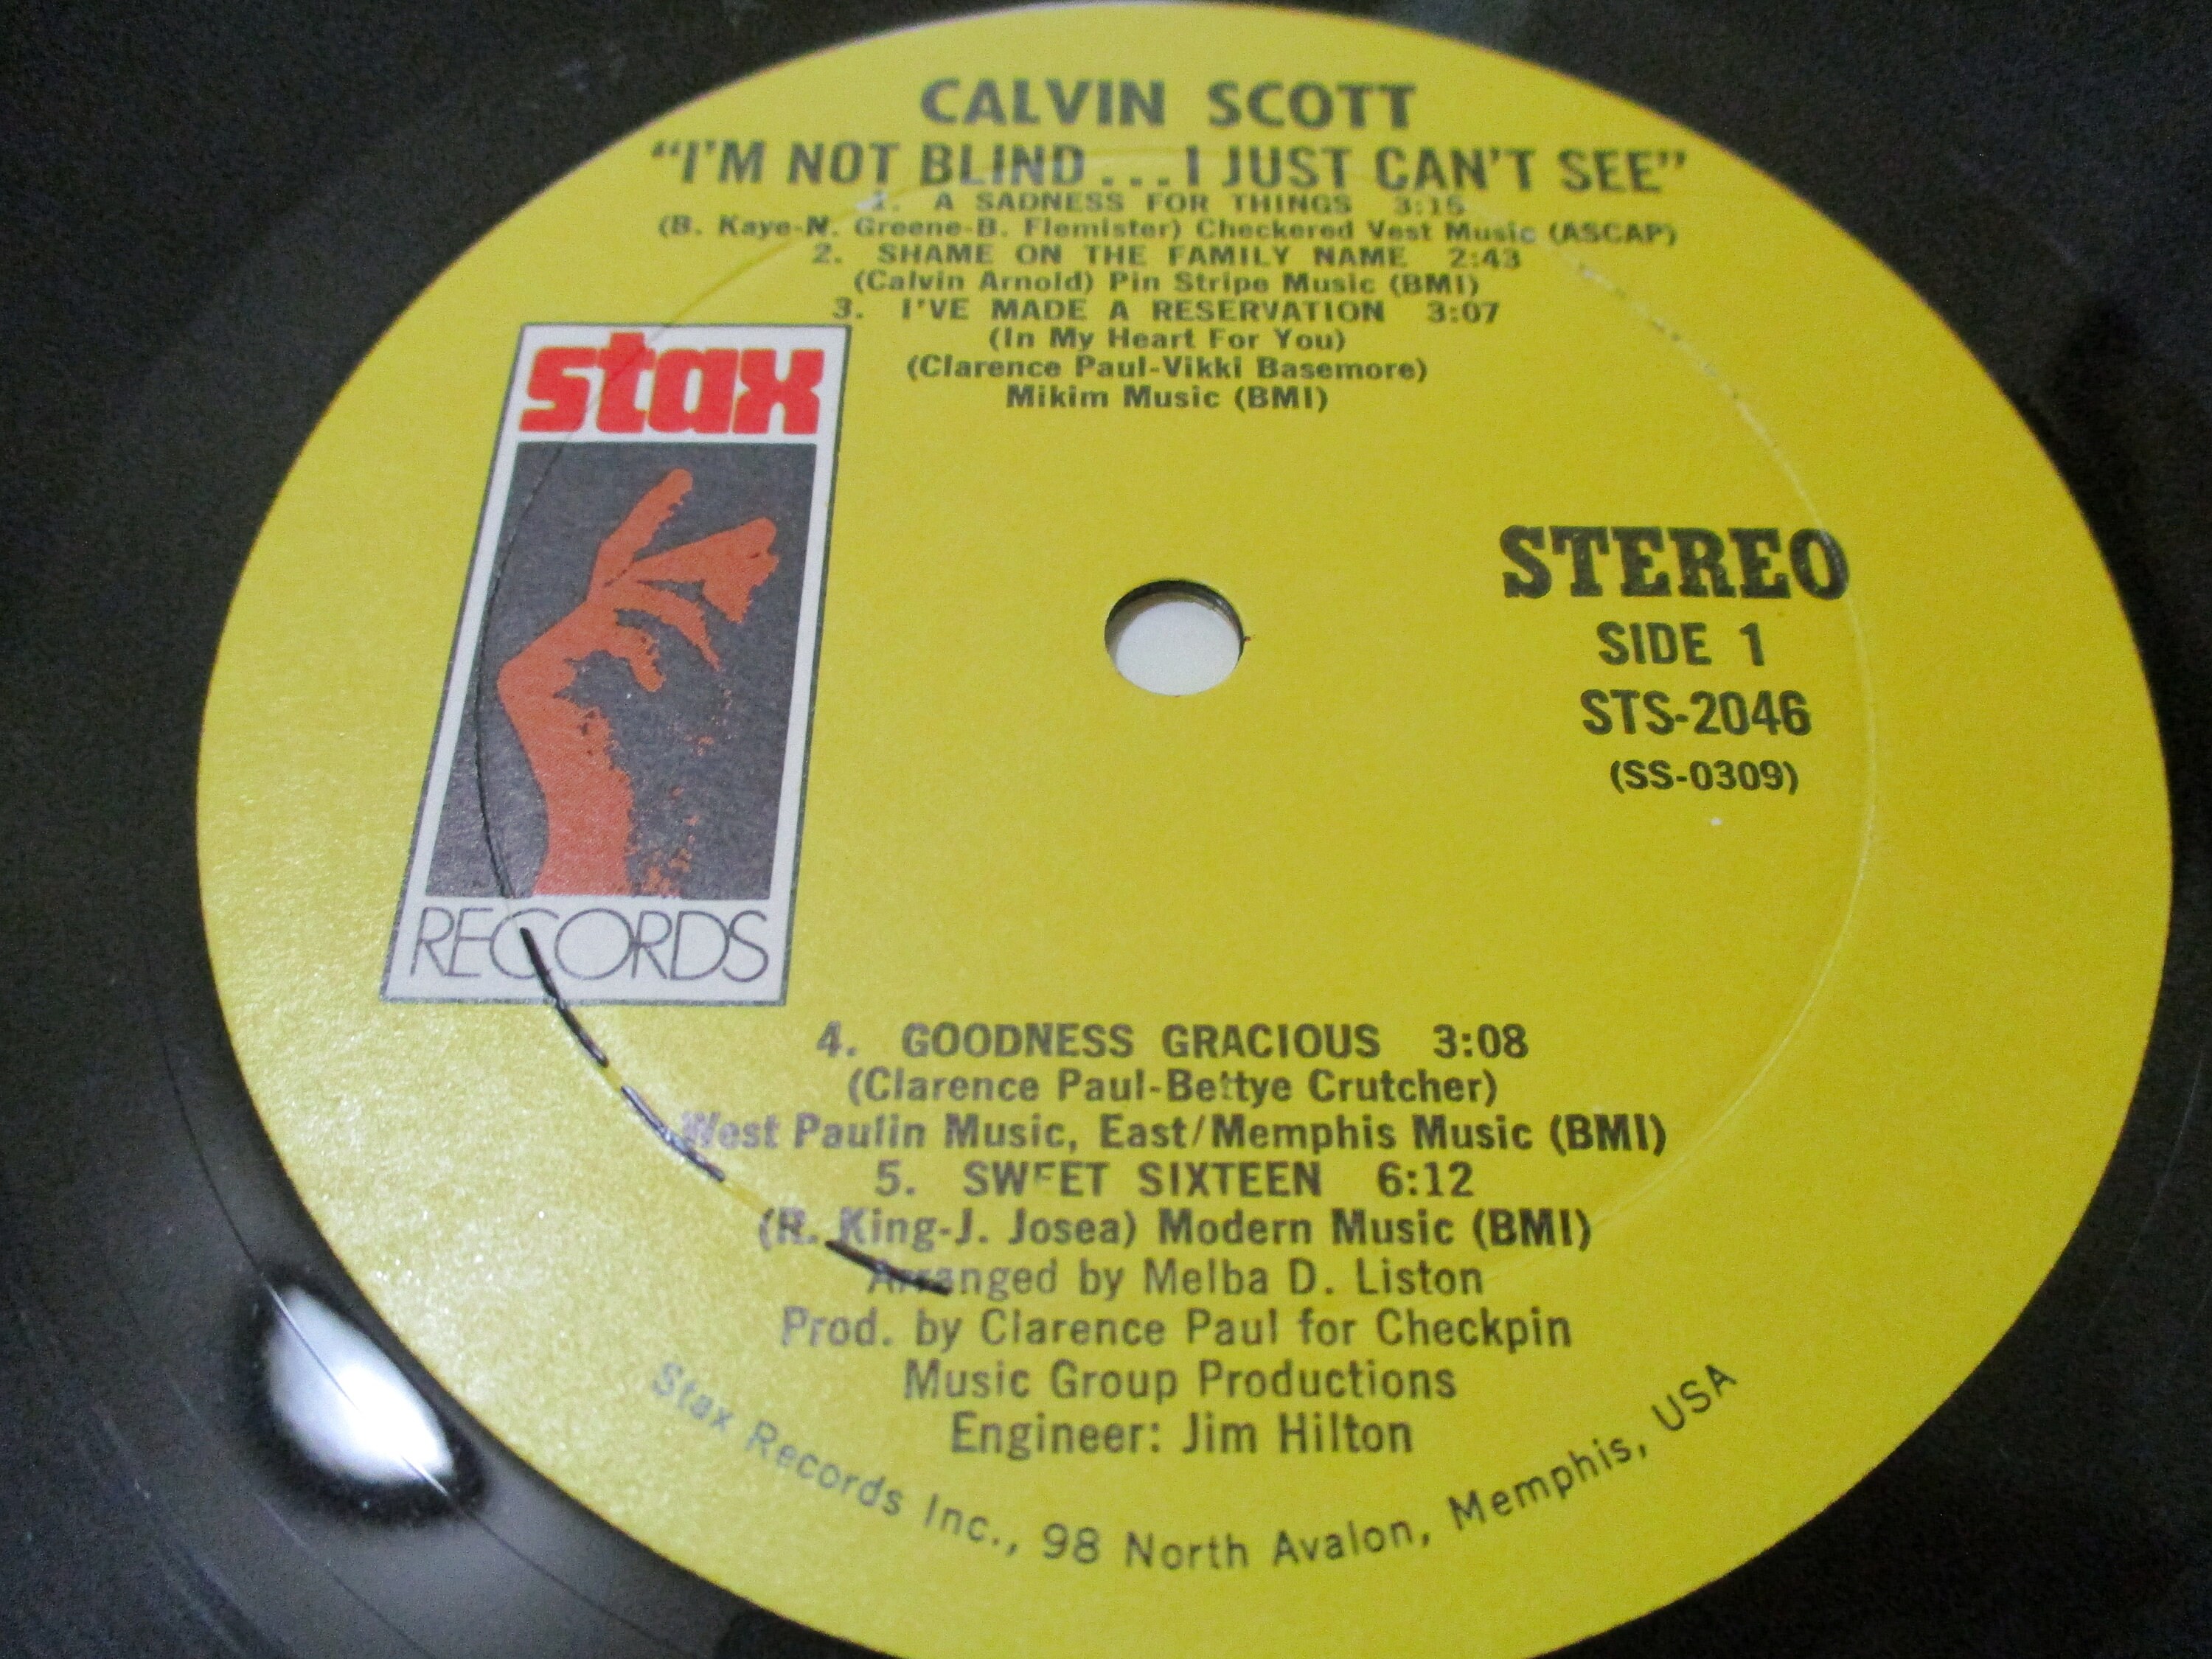 CALVIN SCOTT
"I'M NOT BLIND...I JUST CAN'T SEE"
1. A SADNESS FOR THINGS 3:15
(B. Kaye-N. Greene-B. Flemister) Checkered Vest Music (ASCAP)
2. SHAME ON THE FAMILY NAME 2:43
(Calvin Arnold) Pin Stripe Music (BMI)
3. I'VE MADE A RESERVATION 3:07
(In My Heart For You)
(Clarence Paul-Vikki Basemore)
Mikim Music (BMI)
stax
RECORDS
STEREO
SIDE 1
STS-2046
(SS-0309)
4. GOODNESS GRACIOUS 3:08
(Clarence Paul-Bettye Crutcher)
West Paulin Music, East/Memphis Music (BMI)
5. SWEET SIXTEEN 6:12
(R. King-J. Josea) Modern Music (BMI)
Arranged by Melba D. Liston
Prod. by Clarence Paul for Checkpin
Music Group Productions
Engineer: Jim Hilton
Stax Records Inc., 98 North Avalon, Memphis, USA